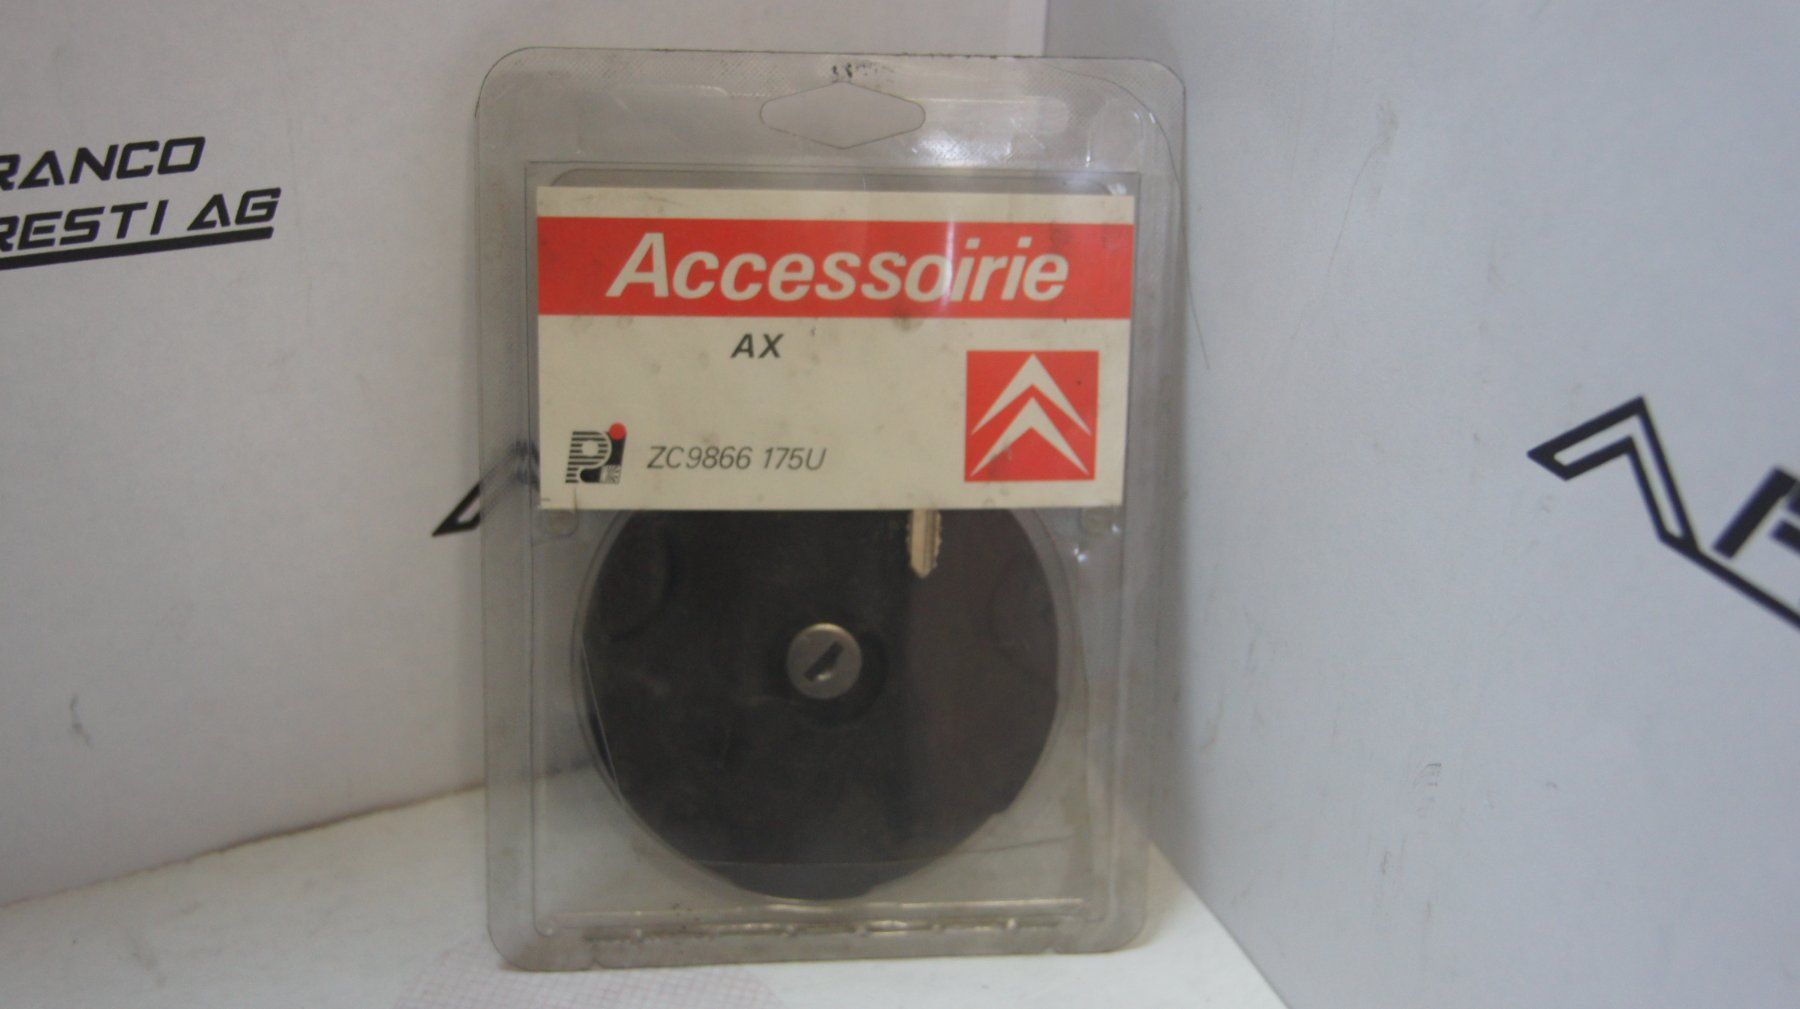 RANCO
RESTI AG
Accessoirie
AX
ZC9866 175U